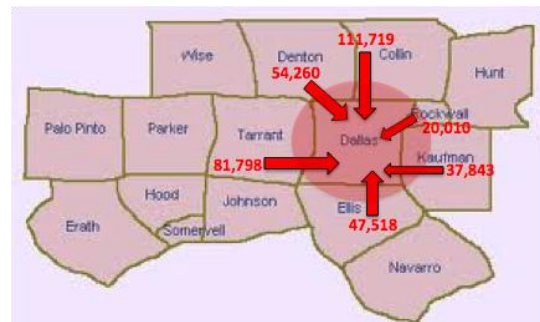 111,719
Wise
Denton
Collin
54,260
Hunt
Rockwall
20,010
Palo Pinto
Parker
Tarrant
Dallas
Kaufman
81,798
37,843
Hood
Johnson
Ellis
Erath
Somervell
47,518
Navarro